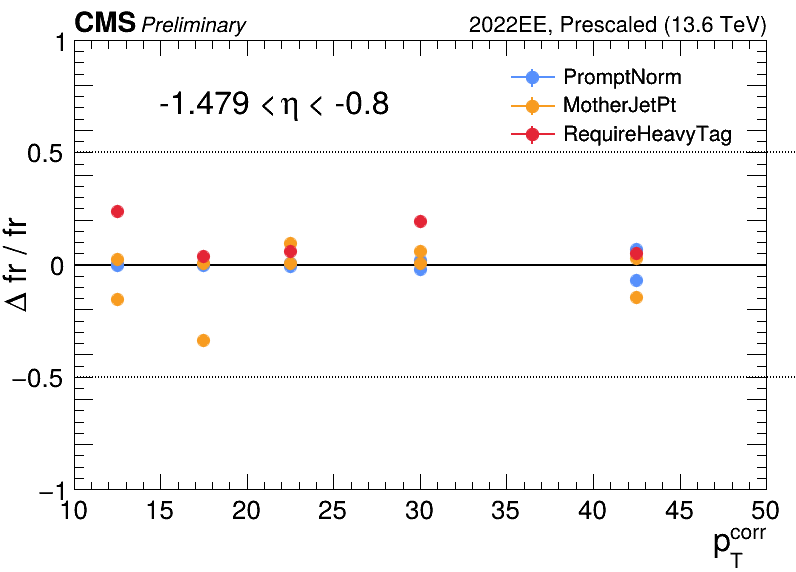 CMS Preliminary 2022EE, Prescaled (13.6 TeV)
-1.479 < η < -0.8
PromptNorm
MotherJetPt
RequireHeavyTag
Δ fr / fr
1
0.5
0
−0.5
−1
10 15 20 25 30 35 40 45 50
p_T^corr